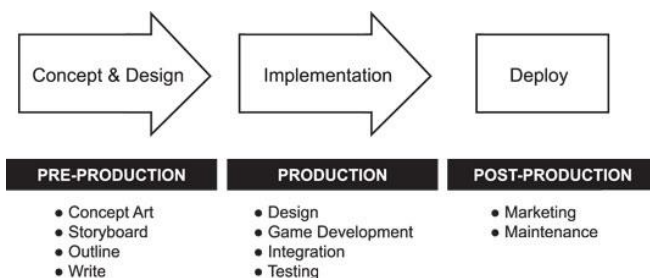 Concept & Design
Implementation
Deploy
PRE-PRODUCTION
PRODUCTION
POST-PRODUCTION
● Concept Art
● Storyboard
● Outline
● Write
● Design
● Game Development
● Integration
● Testing
● Marketing
● Maintenance